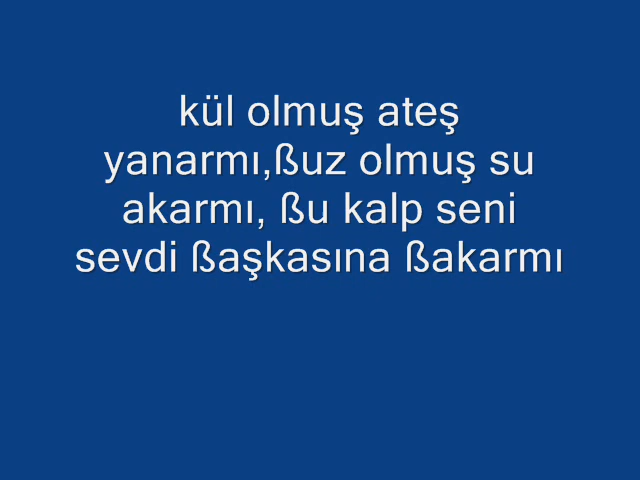 kül olmuş ateş
yanarmı,ßuz olmuş su
akarmı, ßu kalp seni
sevdi ßaşkasına ßakarmı